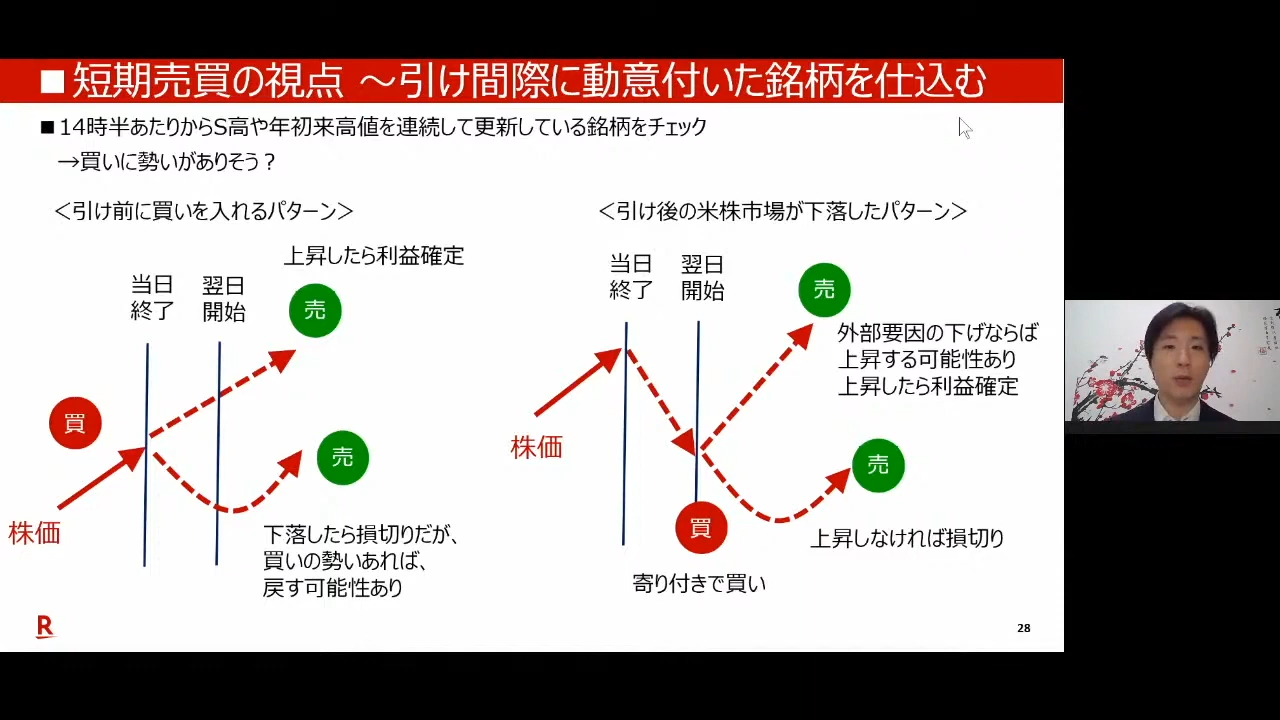 ■短期売買の視点 ～引け間際に動意付いた銘柄を仕込む
■14時半あたりからS高や年初来高値を連続して更新している銘柄をチェック
→買いに勢いがありそう？
＜引け前に買いを入れるパターン＞
上昇したら利益確定
当日
終了
翌日
開始
売
買
株価
売
下落したら損切りだが、
買いの勢いあれば、
戻す可能性あり
＜引け後の米株市場が下落したパターン＞
当日
終了
翌日
開始
売
外部要因の下げならば
上昇する可能性あり
上昇したら利益確定
株価
売
買
上昇しなければ損切り
寄り付きで買い
R
28